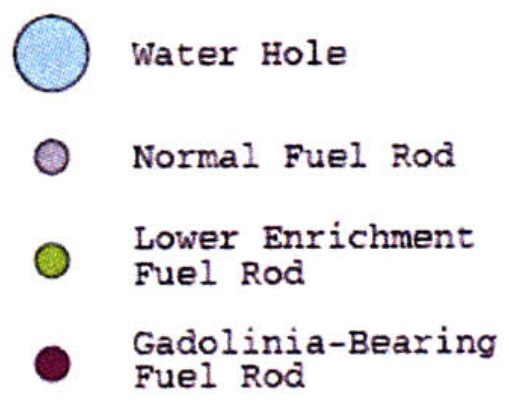 Water Hole
Normal Fuel Rod
Lower Enrichment
Fuel Rod
Gadolinia-Bearing
Fuel Rod